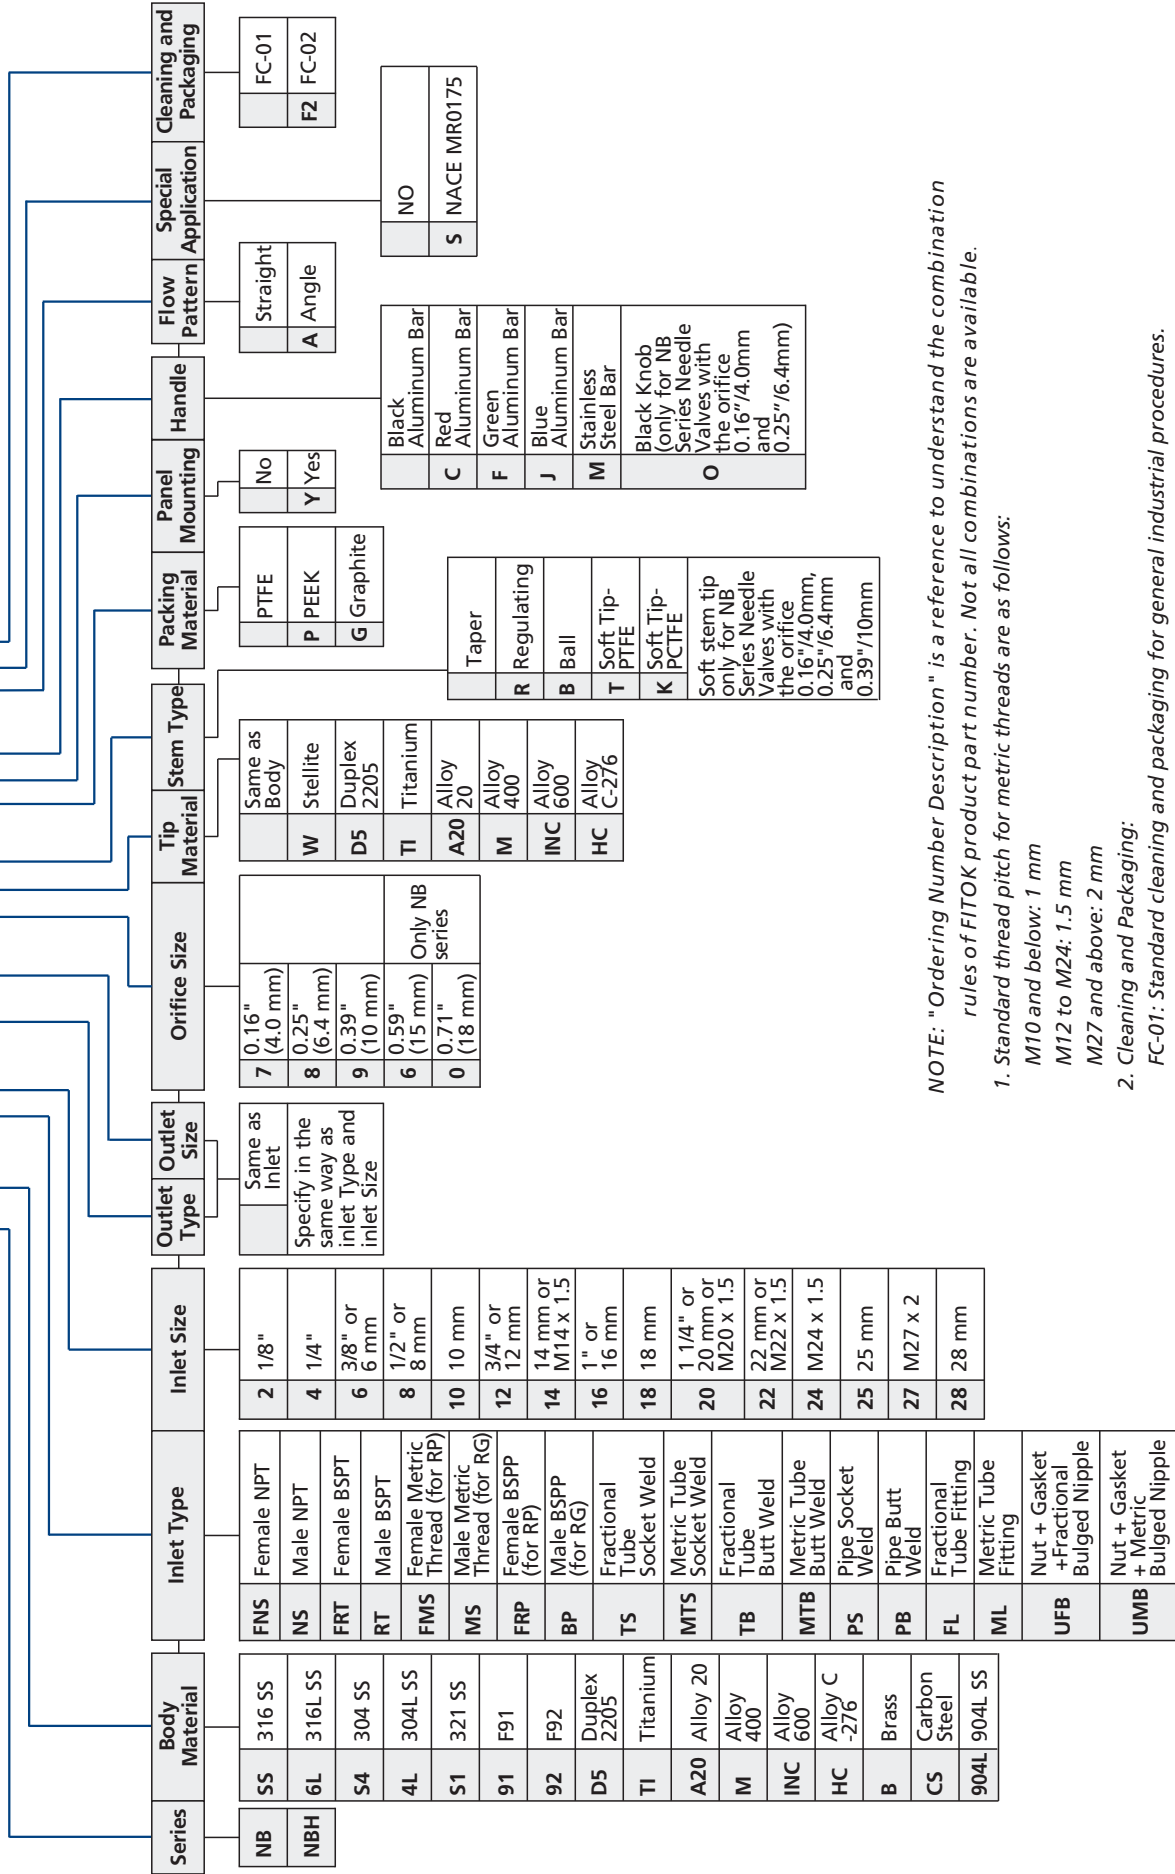 Series
NB
NBH
Body
Material
SS 316 SS
6L 316L SS
S4 304 SS
4L 304L SS
S1 321 SS
91 F91
92 F92
D5 Duplex
2205
TI Titanium
A20 Alloy 20
M Alloy
400
INC Alloy
600
HC Alloy C
-276
B Brass
CS Carbon
Steel
904L 904L SS
Inlet Type
FNS Female NPT
NS Male NPT
FRT Female BSPT
RT Male BSPT
FMS Female Metric
Thread (for RP)
MS Male Metric
Thread (for RG)
FRP Female BSPP
(for RP)
BP Male BSPP
(for RG)
TS Fractional
Tube
Socket Weld
MTS Metric Tube
Socket Weld
TB Fractional
Tube
Butt Weld
MTB Metric Tube
Butt Weld
PS Pipe Socket
Weld
PB Pipe Butt
Weld
FL Fractional
Tube Fitting
ML Metric Tube
Fitting
UFB Nut + Gasket
+Fractional
Bulged Nipple
UMB Nut + Gasket
+ Metric
Bulged Nipple
Inlet Size
2 1/8"
4 1/4"
6 3/8" or
6 mm
8 1/2" or
8 mm
10 10 mm
12 3/4" or
12 mm
14 14 mm or
M14 x 1.5
16 1" or
16 mm
18 18 mm
20 1 1/4" or
20 mm or
M20 x 1.5
22 22 mm or
M22 x 1.5
24 M24 x 1.5
25 25 mm
27 M27 x 2
28 28 mm
Outlet
Type
Outlet
Size
Same as
Inlet
Specify in the
same way as
inlet Type and
inlet Size
Orifice Size
7 0.16"
(4.0 mm)
8 0.25"
(6.4 mm)
9 0.39"
(10 mm)
6 0.59"
(15 mm)
0 0.71"
(18 mm)
Only NB
series
Tip
Material
Same as
Body
W Stellite
D5 Duplex
2205
TI Titanium
A20 Alloy
20
M Alloy
400
INC Alloy
600
HC Alloy
C-276
Stem Type
Taper
R Regulating
B Ball
T Soft Tip-
PTFE
K Soft Tip-
PCTFE
Soft stem tip
only for NB
Series Needle
Valves with
the orifice
0.16"/4.0mm,
0.25"/6.4mm
and
0.39"/10mm
Packing
Material
PTFE
P PEEK
G Graphite
Panel
Mounting
No
Y Yes
Handle
Black
Aluminum Bar
C Red
Aluminum Bar
F Green
Aluminum Bar
J Blue
Aluminum Bar
M Stainless
Steel Bar
O Black Knob
(only for NB
Series Needle
Valves with
the orifice
0.16"/4.0mm
and
0.25"/6.4mm)
Flow
Pattern
Straight
A Angle
Special
Application
NO
S NACE MR0175
Cleaning and
Packaging
FC-01
F2 FC-02
NOTE: "Ordering Number Description" is a reference to understand the combination
rules of FITOK product part number. Not all combinations are available.
1. Standard thread pitch for metric threads are as follows:
M10 and below: 1 mm
M12 to M24: 1.5 mm
M27 and above: 2 mm
2. Cleaning and Packaging:
FC-01: Standard cleaning and packaging for general industrial procedures.